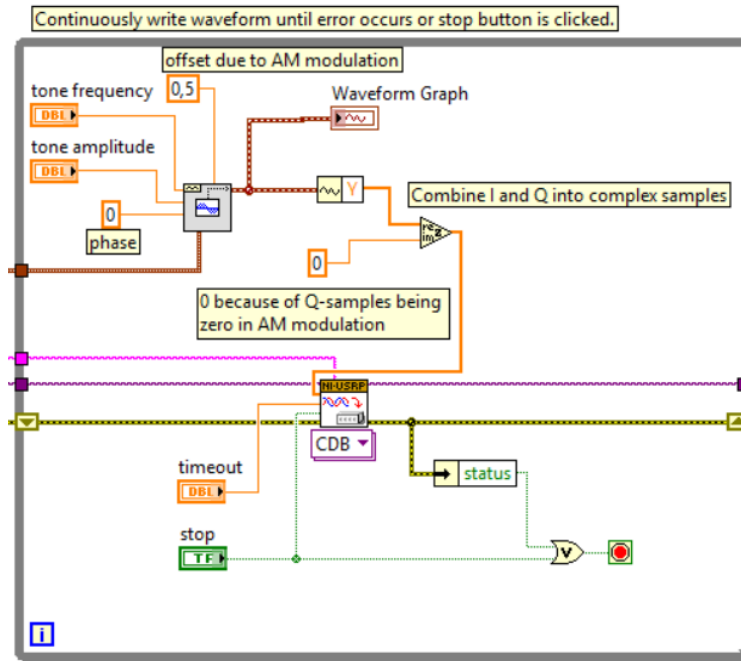 Continuously write waveform until error occurs or stop button is clicked.
offset due to AM modulation
tone frequency
0,5
Waveform Graph
DBL
tone amplitude
DBL
Y
Combine I and Q into complex samples
0
re
im
z
phase
0
0 because of Q-samples being
zero in AM modulation
NI-USRP
CDB
timeout
status
DBL
stop
TF
V
i